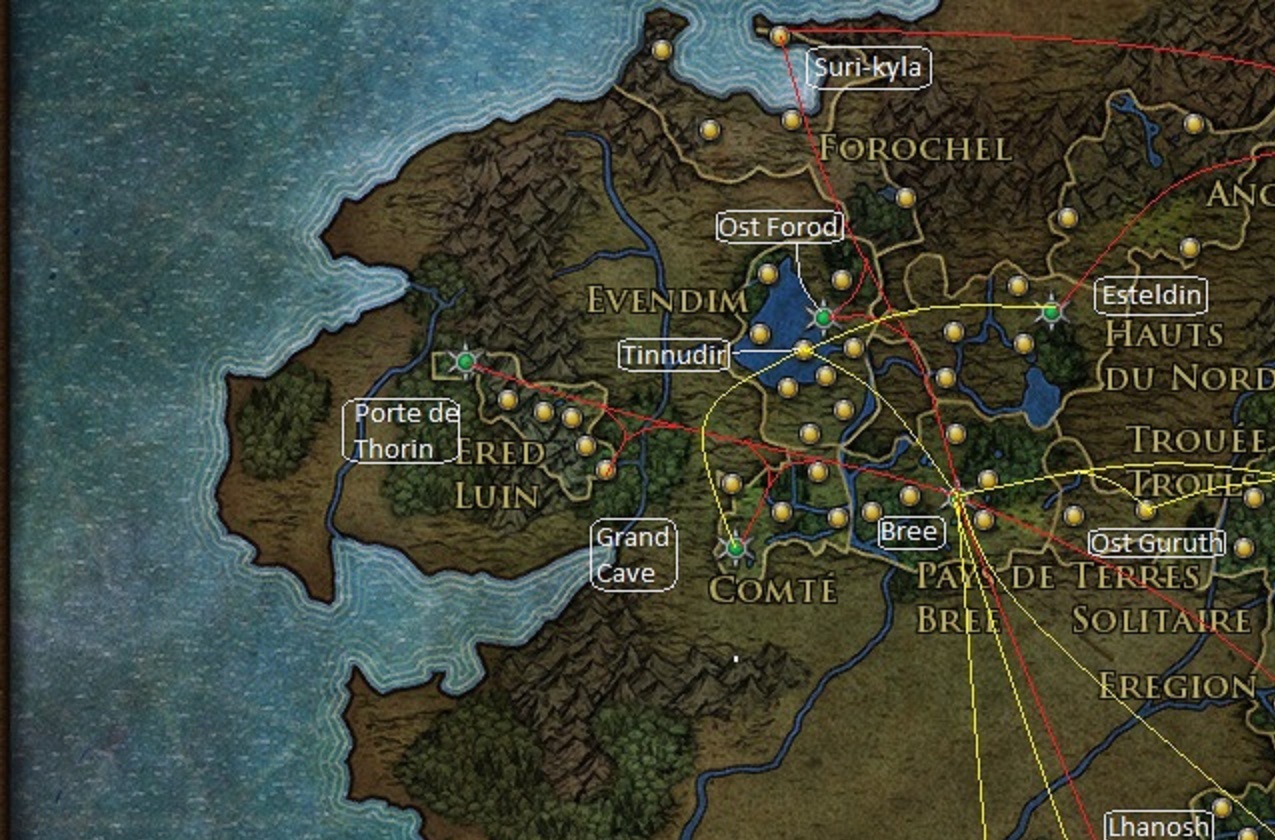 Suri-kyla
FOROCHEL
ANG
Ost Forod
EVENDIM
Esteldin
HAUTS
DU NORD
Tinnudir
Porte de
Thorin
ERED
LUIN
TROUÉE
TROLLS
Grand
Cave
Bree
Ost Guruth
COMTÉ
PAYS DE
BREE
TERRES
SOLITAIRE
EREGION
Lhanosh